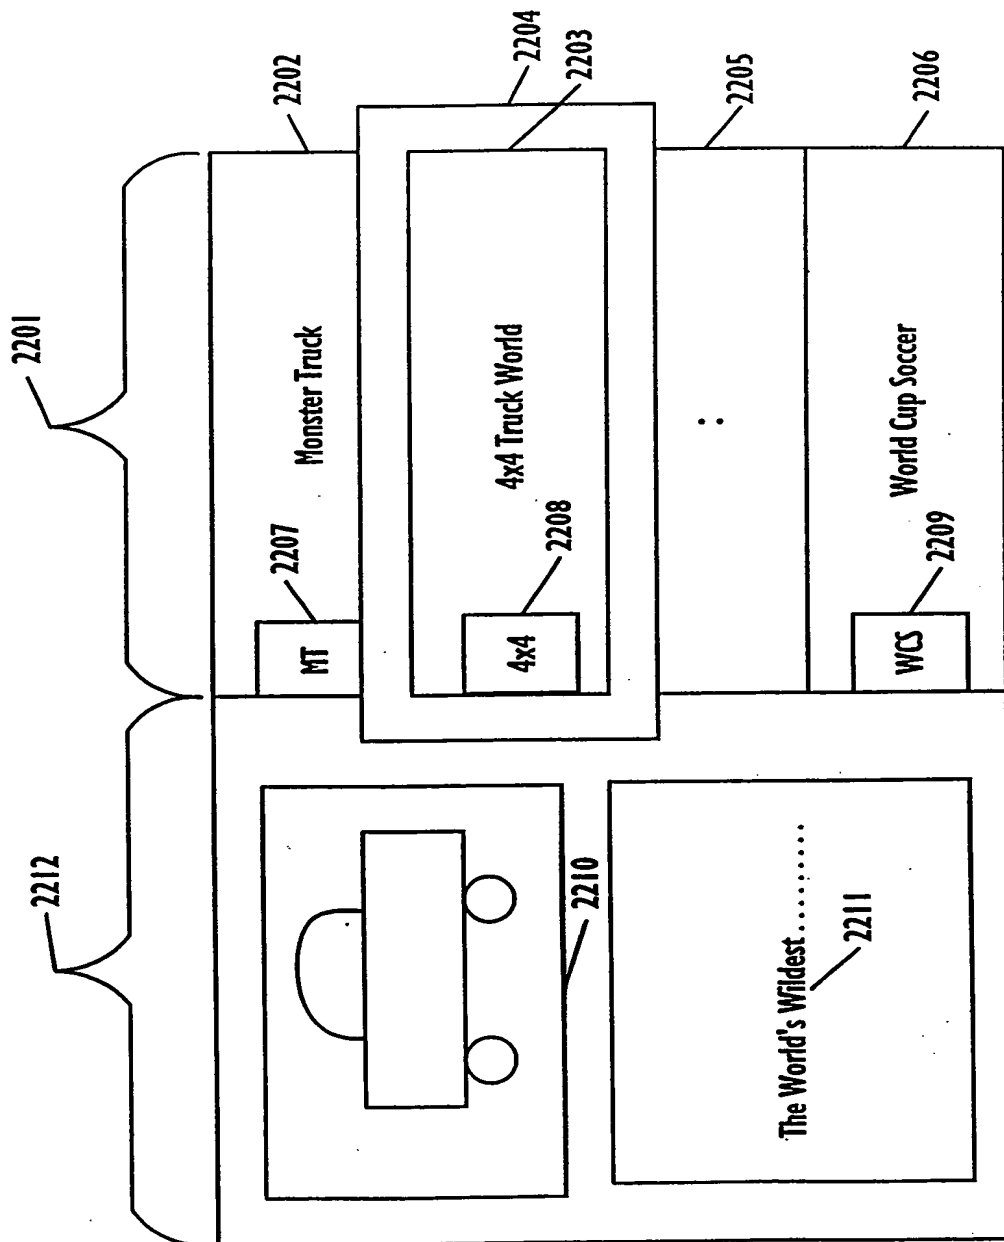 2212
2201
2202
2204
2203
2205
2206
MT
2207
Monster Truck
4x4
2208
4x4 Truck World
:
WCS
2209
World Cup Soccer
2210
The World's Wildest..........
2211